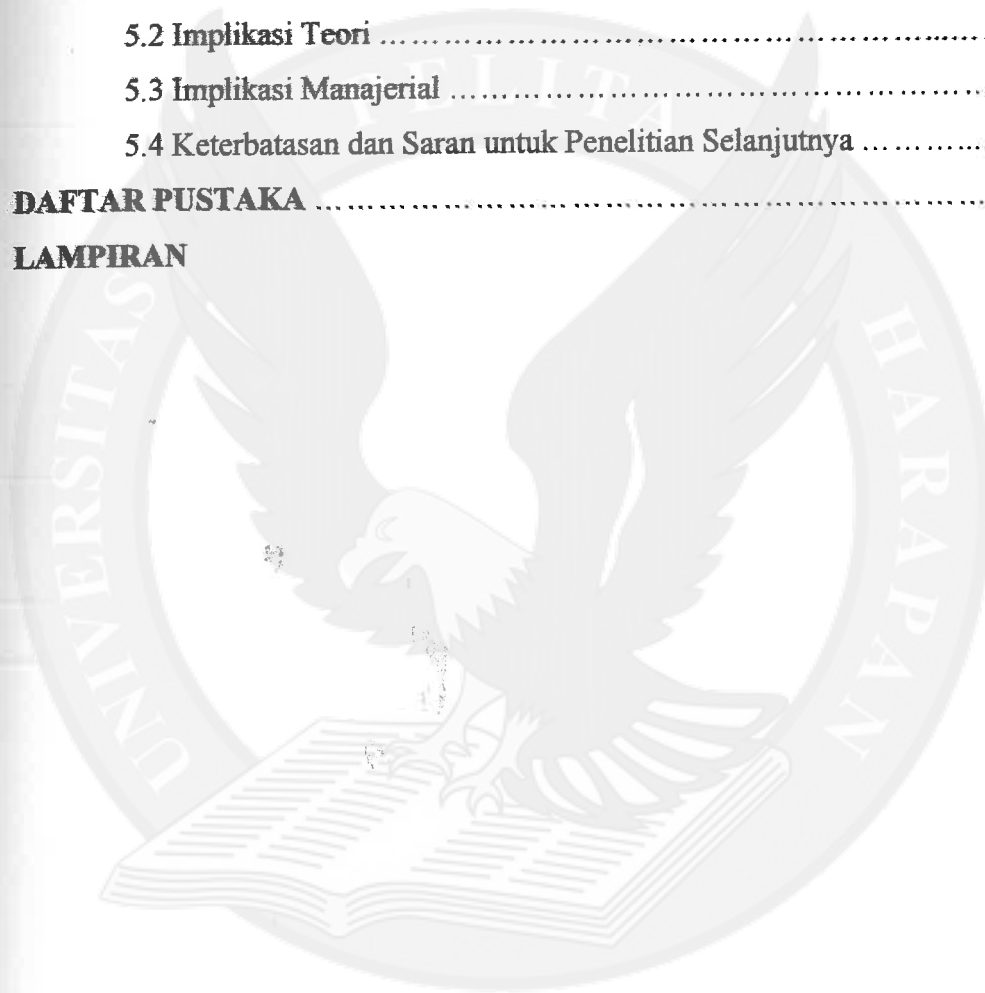 5.2 Implikasi Teori ........................................................
5.3 Implikasi Manajerial ........................................................
5.4 Keterbatasan dan Saran untuk Penelitian Selanjutnya ............
DAFTAR PUSTAKA ........................................................
LAMPIRAN
UNIVERSITAS PELITA HARAPAN